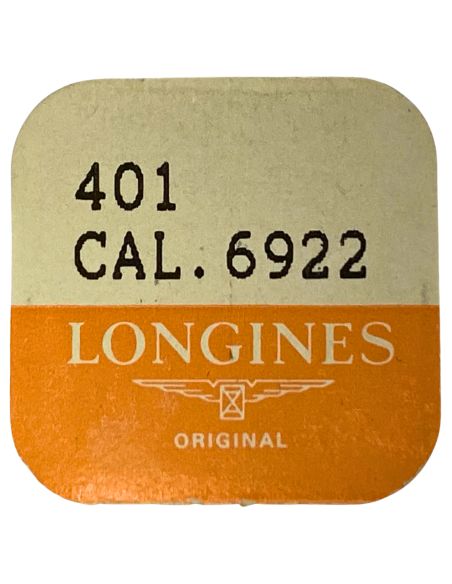 401
CAL. 6922
LONGINES
ORIGINAL